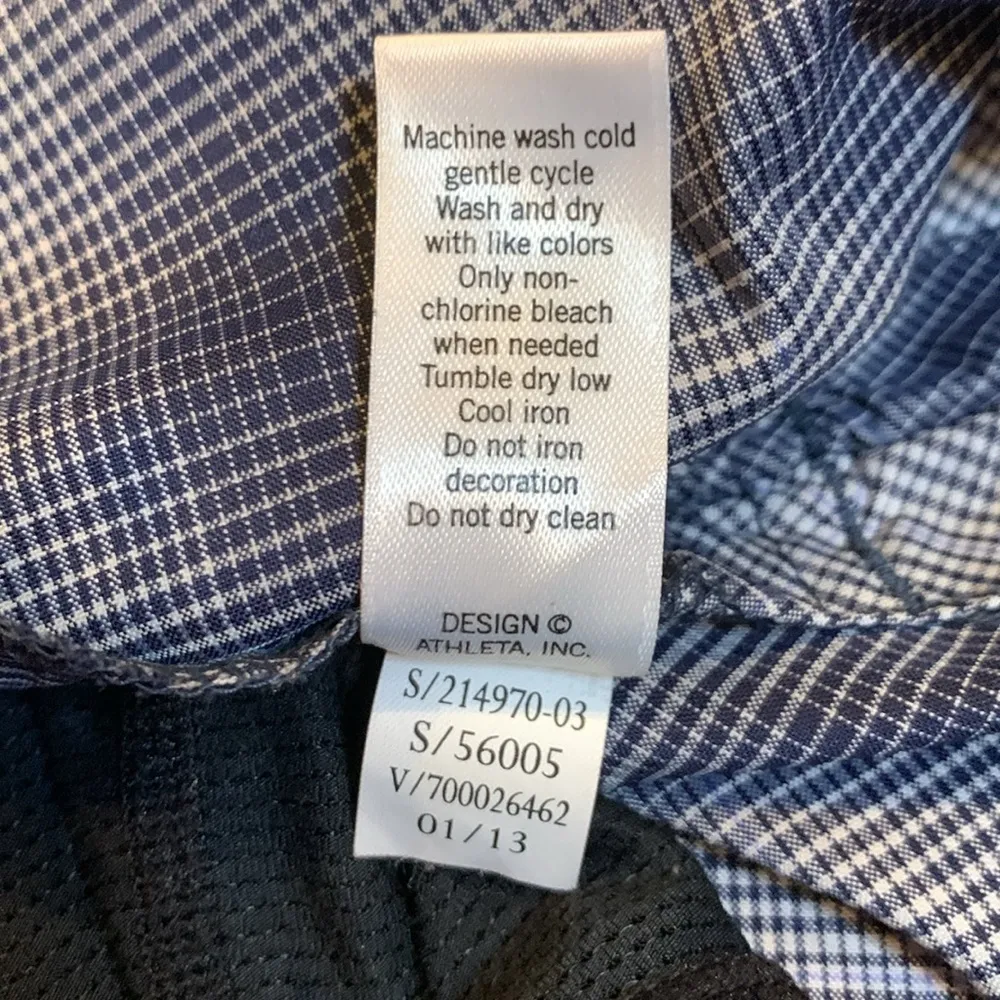 Machine wash cold
gentle cycle
Wash and dry
with like colors
Only non-
chlorine bleach
when needed
Tumble dry low
Cool iron
Do not iron
decoration
Do not dry clean
DESIGN ©
ATHLETA, INC.
S/214970-03
S/56005
V/700026462
01/13